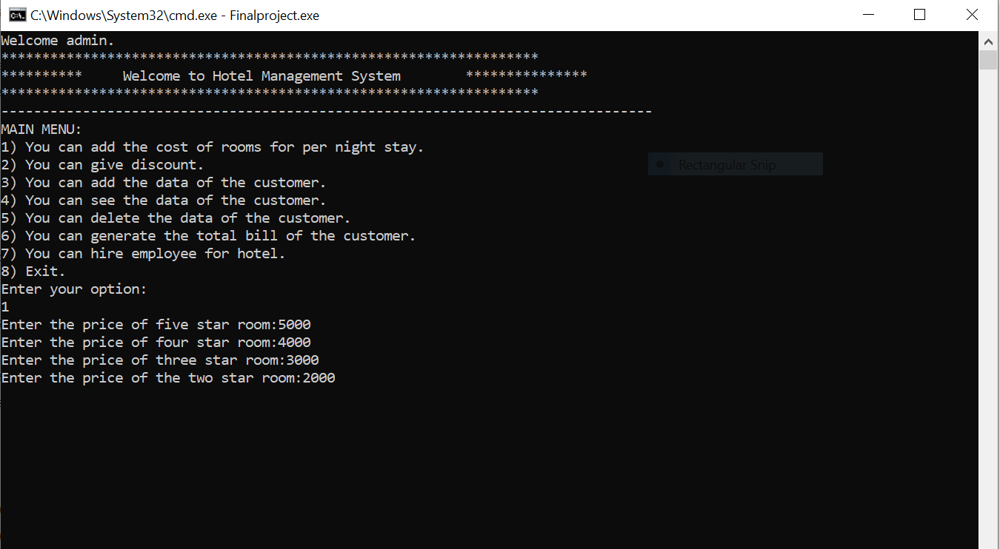 C:\Windows\System32\cmd.exe - Finalproject.exe
Welcome admin.
******************************************************************
**********     Welcome to Hotel Management System        ***************
******************************************************************
--------------------------------------------------------------------------------
MAIN MENU:
1) You can add the cost of rooms for per night stay.
2) You can give discount.
Rectangular Snip
3) You can add the data of the customer.
4) You can see the data of the customer.
5) You can delete the data of the customer.
6) You can generate the total bill of the customer.
7) You can hire employee for hotel.
8) Exit.
Enter your option:
1
Enter the price of five star room:5000
Enter the price of four star room:4000
Enter the price of three star room:3000
Enter the price of the two star room:2000